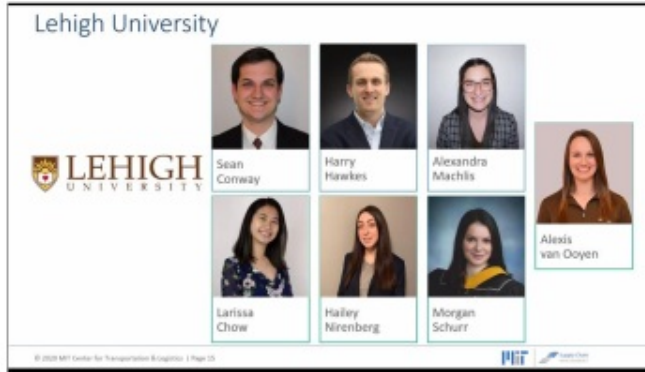 Lehigh University
LEHIGH
UNIVERSITY
Sean
Conway
Harry
Hawkes
Alexandra
Machlis
Alexis
van Ooyen
Larissa
Chow
Hailey
Nirenberg
Morgan
Schurr
© 2020 MIT Center for Transportation & Logistics | Page 15
MIT